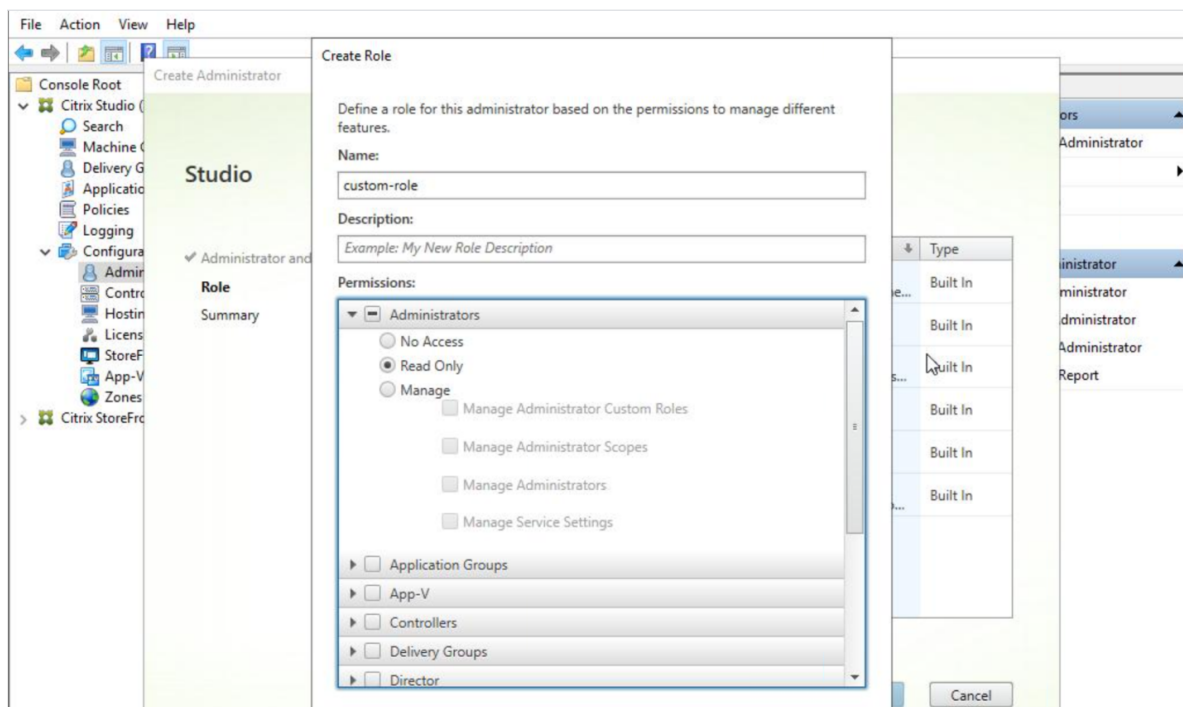 File Action View Help
Create Role
Create Administrator
Console Root
Citrix Studio (
Search
Machine
Delivery G
Applicatio
Policies
Logging
Configura
Admir
Contro
Hostin
Licens
StoreF
App-V
Zones
Citrix StoreFro
Studio
Administrator and
Role
Summary
Define a role for this administrator based on the permissions to manage different
features.
Name:
custom-role
Description:
Example: My New Role Description
Permissions:
Administrators
No Access
Read Only
Manage
Manage Administrator Custom Roles
Manage Administrator Scopes
Manage Administrators
Manage Service Settings
Application Groups
App-V
Controllers
Delivery Groups
Director
Type
Built In
Built In
Built In
Built In
Built In
Built In
Cancel
ors
Administrator
inistrator
ministrator
dministrator
Administrator
Report